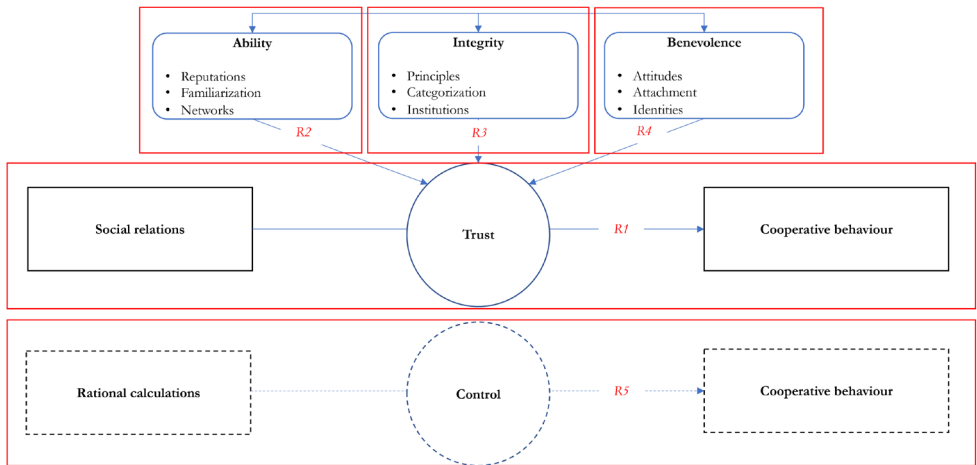 Ability
• Reputations
• Familiarization
• Networks
Integrity
• Principles
• Categorization
• Institutions
Benevolence
• Attitudes
• Attachment
• Identities
R2
R3
R4
Social relations
Trust
R1
Cooperative behaviour
Rational calculations
Control
R5
Cooperative behaviour